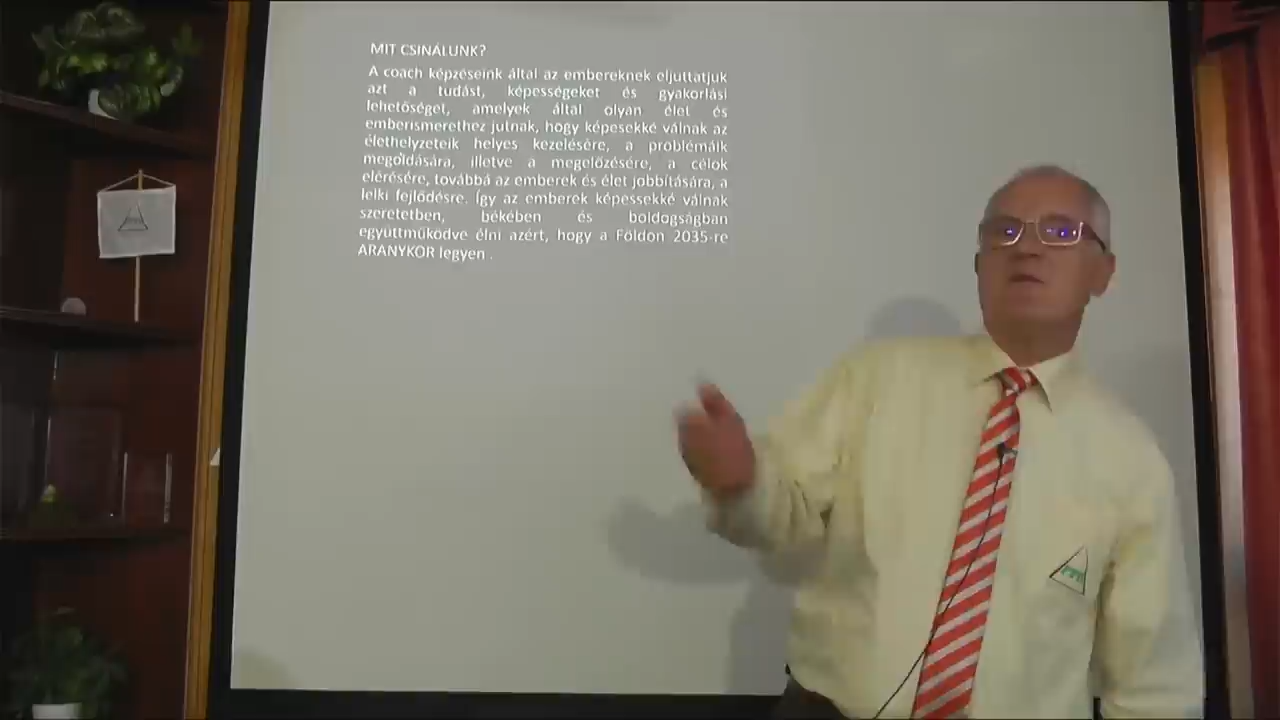 MIT CSINÁLUNK?
A coach képzéseink által az embereknek eljuttatjuk
azt a tudást, képességeket és gyakorlási
lehetőséget, amelyek által olyan élet és
emberismerethez jutnak, hogy képesekké válnak az
élethelyzeteik helyes kezelésére, a problémáik
megoldására, illetve a megelőzésére, a célok
elérésére, továbbá az emberek és élet jobbítására, a
lelki fejlődésre. Így az emberek képessekké válnak
szeretetben, békében és boldogságban
együttműködve élni azért, hogy a Földön 2035-re
ARANYKOR legyen .